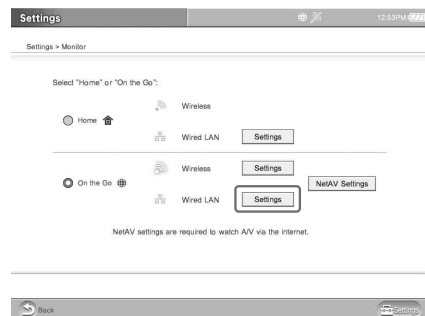 Settings 12:53PM
Settings > Monitor
Select "Home" or "On the Go":
Wireless
Home
Wired LAN Settings
Wireless Settings
On the Go NetAV Settings
Wired LAN Settings
NetAV settings are required to watch A/V via the internet.
Back Settings